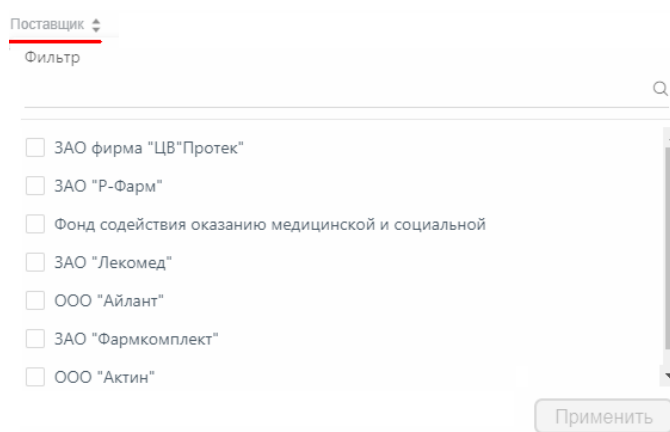 Поставщик
Фильтр
ЗАО фирма "ЦВ"Протек"
ЗАО "Р-Фарм"
Фонд содействия оказанию медицинской и социальной
ЗАО "Лекомед"
ООО "Айлант"
ЗАО "Фармкомплект"
ООО "Актин"
Применить